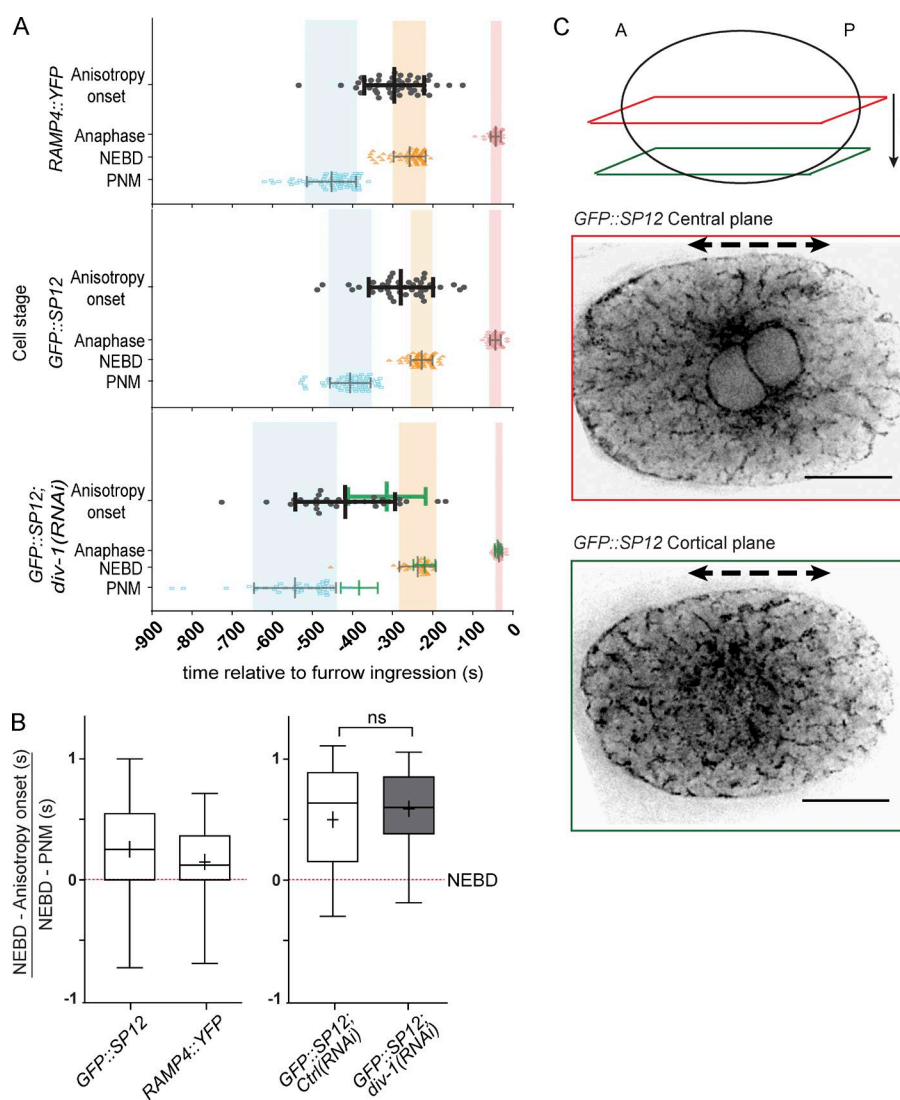 A
RAMP4::YFP
Anisotropy
onset
Anaphase
NEBD
PNM
Cell stage
GFP::SP12
Anisotropy
onset
Anaphase
NEBD
PNM
GFP::SP12;
div-1(RNAi)
Anisotropy
onset
Anaphase
NEBD
PNM
-900 -800 -700 -600 -500 -400 -300 -200 -100 0
time relative to furrow ingression (s)
B
NEBD - Anisotropy onset (s)
NEBD - PNM (s)
1
0
-1
GFP::SP12
RAMP4::YFP
ns
1
0
-1
NEBD
GFP::SP12;
Ctrl(RNAi)
GFP::SP12;
div-1(RNAi)
C
A P
GFP::SP12 Central plane
GFP::SP12 Cortical plane